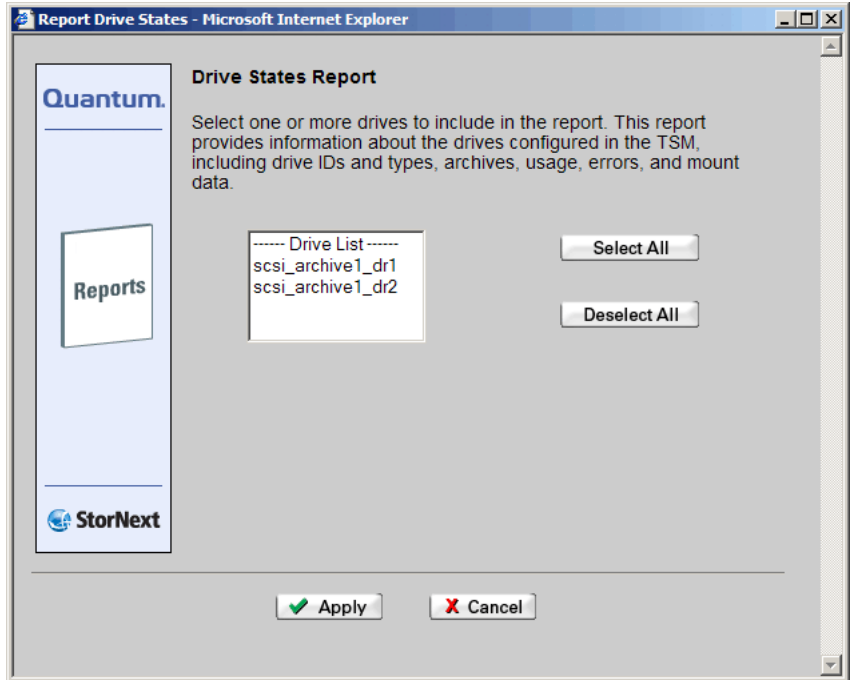 Report Drive States - Microsoft Internet Explorer
Quantum.
Drive States Report
Select one or more drives to include in the report. This report
provides information about the drives configured in the TSM,
including drive IDs and types, archives, usage, errors, and mount
data.
------ Drive List ------
scsi_archive1_dr1
scsi_archive1_dr2
Select All
Deselect All
Reports
StorNext
Apply
Cancel